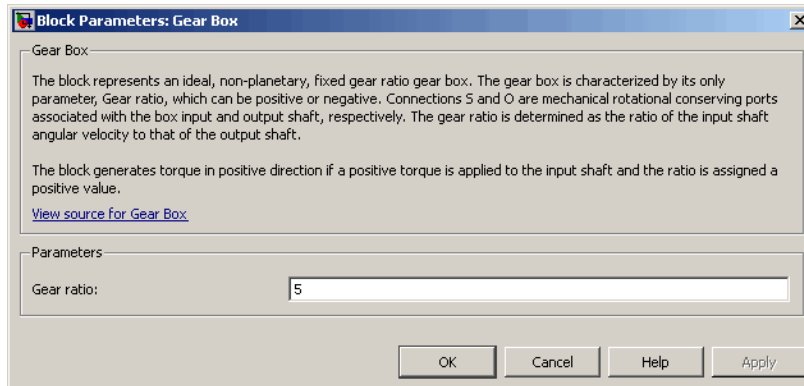 Block Parameters: Gear Box
Gear Box
The block represents an ideal, non-planetary, fixed gear ratio gear box. The gear box is characterized by its only
parameter, Gear ratio, which can be positive or negative. Connections S and O are mechanical rotational conserving ports
associated with the box input and output shaft, respectively. The gear ratio is determined as the ratio of the input shaft
angular velocity to that of the output shaft.
The block generates torque in positive direction if a positive torque is applied to the input shaft and the ratio is assigned a
positive value.
View source for Gear Box
Parameters
Gear ratio: 5
OK Cancel Help Apply